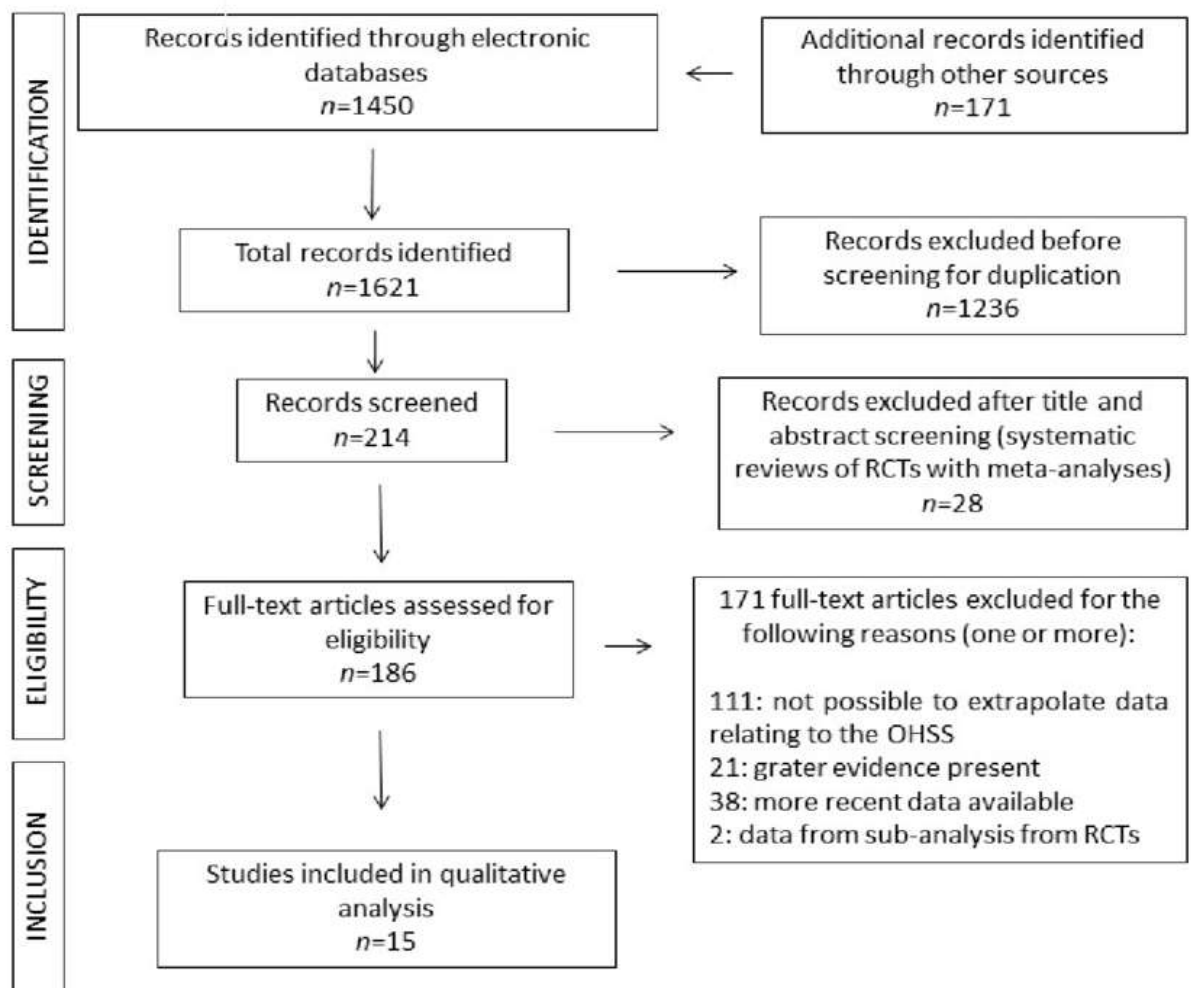 IDENTIFICATION
Records identified through electronic
databases
n=1450
Additional records identified
through other sources
n=171
Total records identified
n=1621
Records excluded before
screening for duplication
n=1236
SCREENING
Records screened
n=214
Records excluded after title and
abstract screening (systematic
reviews of RCTs with meta-analyses)
n=28
ELIGIBILITY
Full-text articles assessed for
eligibility
n=186
171 full-text articles excluded for the
following reasons (one or more):
111: not possible to extrapolate data
relating to the OHSS
21: grater evidence present
38: more recent data available
2: data from sub-analysis from RCTs
INCLUSION
Studies included in qualitative
analysis
n=15